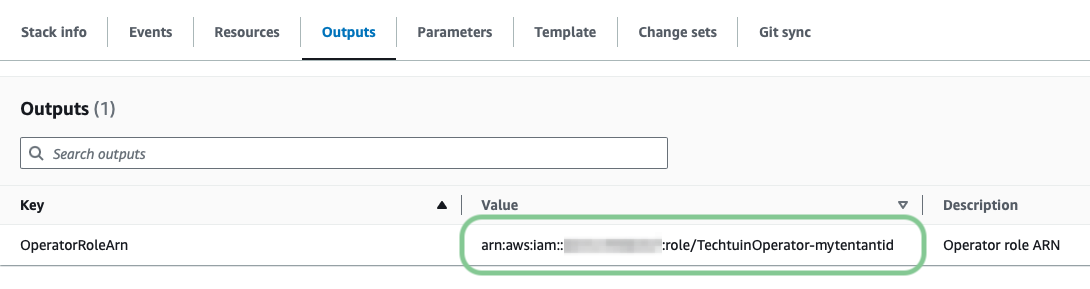 Stack info Events Resources Outputs Parameters Template Change sets Git sync
Outputs (1)
Search outputs
Key Value Description
OperatorRoleArn arn:aws:iam:: :role/TechtuinOperator-mytentantid Operator role ARN